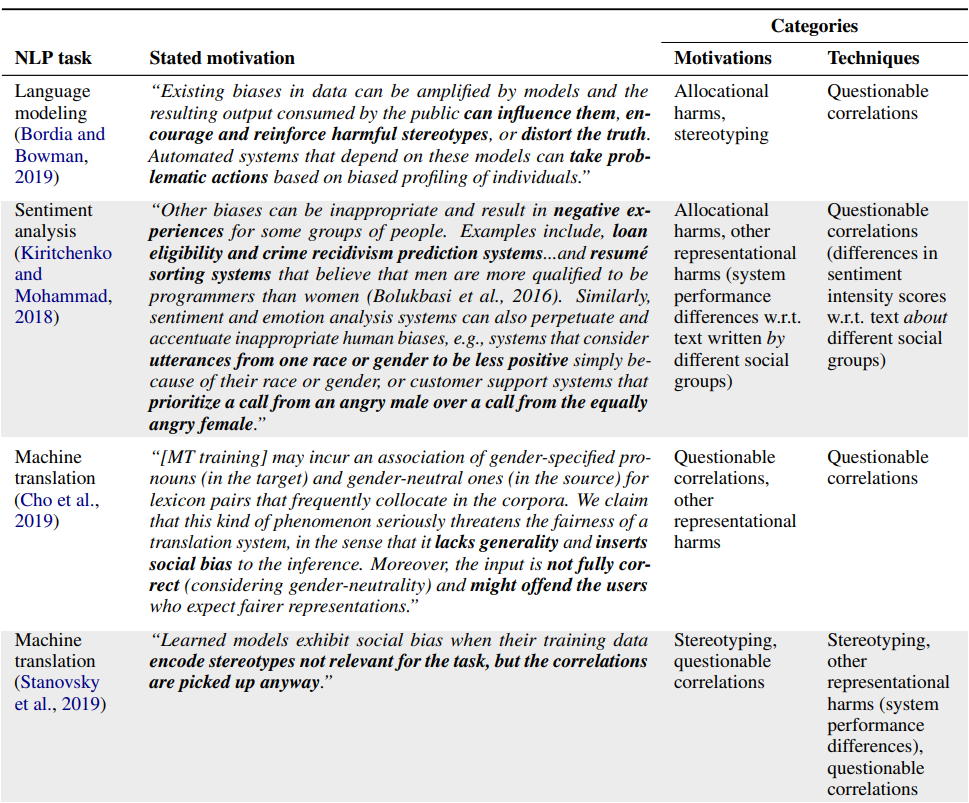 Categories
NLP task Stated motivation Motivations Techniques
Language
modeling
(Bordia and
Bowman,
2019)
“Existing biases in data can be amplified by models and the
resulting output consumed by the public can influence them, en-
courage and reinforce harmful stereotypes, or distort the truth.
Automated systems that depend on these models can take prob-
lematic actions based on biased profiling of individuals.”
Allocational
harms,
stereotyping
Questionable
correlations
Sentiment
analysis
(Kiritchenko
and
Mohammad,
2018)
“Other biases can be inappropriate and result in negative ex-
periences for some groups of people. Examples include, loan
eligibility and crime recidivism prediction systems...and resumé
sorting systems that believe that men are more qualified to be
programmers than women (Bolukbasi et al., 2016). Similarly,
sentiment and emotion analysis systems can also perpetuate and
accentuate inappropriate human biases, e.g., systems that consider
utterances from one race or gender to be less positive simply be-
cause of their race or gender, or customer support systems that
prioritize a call from an angry male over a call from the equally
angry female.”
Allocational
harms, other
representational
harms (system
performance
differences w.r.t.
text written by
different social
groups)
Questionable
correlations
(differences in
sentiment
intensity scores
w.r.t. text about
different social
groups)
Machine
translation
(Cho et al.,
2019)
“[MT training] may incur an association of gender-specified pro-
nouns (in the target) and gender-neutral ones (in the source) for
lexicon pairs that frequently collocate in the corpora. We claim
that this kind of phenomenon seriously threatens the fairness of a
translation system, in the sense that it lacks generality and inserts
social bias to the inference. Moreover, the input is not fully cor-
rect (considering gender-neutrality) and might offend the users
who expect fairer representations.”
Questionable
correlations,
other
representational
harms
Questionable
correlations
Machine
translation
(Stanovsky
et al., 2019)
“Learned models exhibit social bias when their training data
encode stereotypes not relevant for the task, but the correlations
are picked up anyway.”
Stereotyping,
questionable
correlations
Stereotyping,
other
representational
harms (system
performance
differences),
questionable
correlations